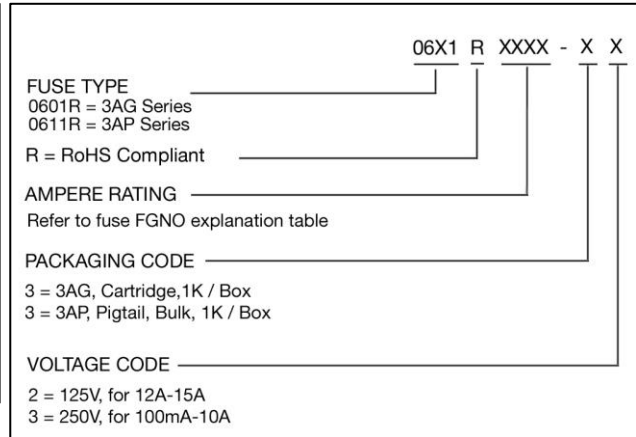 06X1 R XXXX - X X
FUSE TYPE
0601R = 3AG Series
0611R = 3AP Series
R = RoHS Compliant
AMPERE RATING
Refer to fuse FGNO explanation table
PACKAGING CODE
3 = 3AG, Cartridge,1K / Box
3 = 3AP, Pigtail, Bulk, 1K / Box
VOLTAGE CODE
2 = 125V, for 12A-15A
3 = 250V, for 100mA-10A